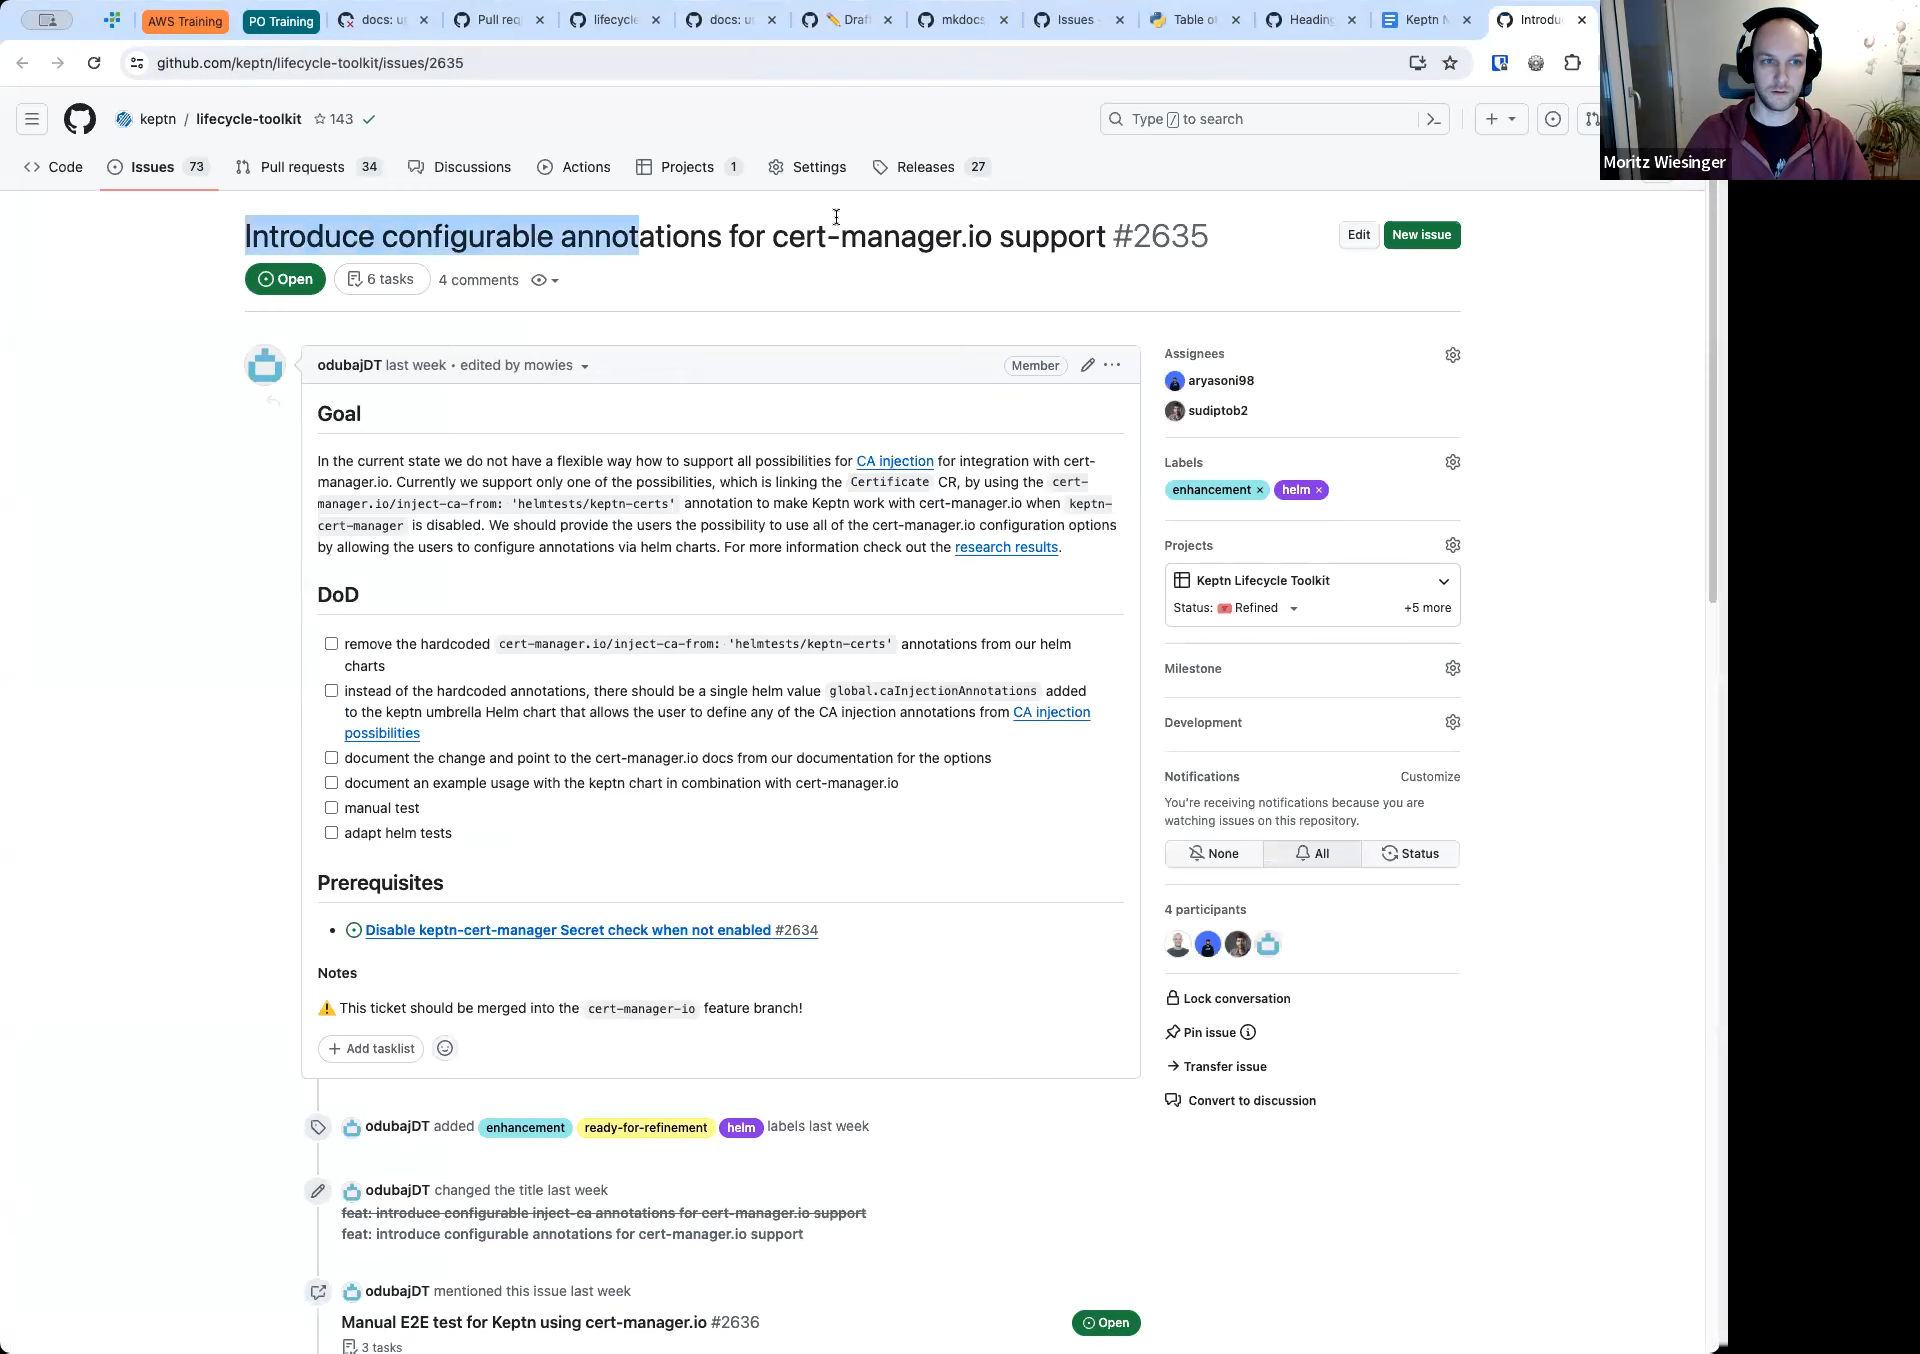 AWS Training
PO Training
docs: u
Pull req
lifecycle
docs: u
Draf
mkdocs
Issues
Table of
Heading
Keptn N
Introdu
github.com/keptn/lifecycle-toolkit/issues/2635
keptn / lifecycle-toolkit 143
Type / to search
Code
Issues 73
Pull requests 34
Discussions
Actions
Projects 1
Settings
Releases 27
Moritz Wiesinger
Introduce configurable annotations for cert-manager.io support #2635
Edit
New issue
Open
6 tasks
4 comments
odubajDT last week • edited by mowies
Member
Goal
In the current state we do not have a flexible way how to support all possibilities for CA injection for integration with cert-
manager.io. Currently we support only one of the possibilities, which is linking the Certificate CR, by using the cert-
manager.io/inject-ca-from: 'helmtests/keptn-certs' annotation to make Keptn work with cert-manager.io when keptn-
cert-manager is disabled. We should provide the users the possibility to use all of the cert-manager.io configuration options
by allowing the users to configure annotations via helm charts. For more information check out the research results.
DoD
remove the hardcoded cert-manager.io/inject-ca-from: 'helmtests/keptn-certs' annotations from our helm
charts
instead of the hardcoded annotations, there should be a single helm value global.caInjectionAnnotations added
to the keptn umbrella Helm chart that allows the user to define any of the CA injection annotations from CA injection
possibilities
document the change and point to the cert-manager.io docs from our documentation for the options
document an example usage with the keptn chart in combination with cert-manager.io
manual test
adapt helm tests
Prerequisites
• Disable keptn-cert-manager Secret check when not enabled #2634
Notes
⚠️ This ticket should be merged into the cert-manager-io feature branch!
Add tasklist
odubajDT added enhancement ready-for-refinement helm labels last week
odubajDT changed the title last week
feat: introduce configurable inject-ca annotations for cert-manager.io support
feat: introduce configurable annotations for cert-manager.io support
odubajDT mentioned this issue last week
Manual E2E test for Keptn using cert-manager.io #2636
Open
3 tasks
Assignees
aryasoni98
sudiptob2
Labels
enhancement ×
helm ×
Projects
Keptn Lifecycle Toolkit
Status: Refined
+5 more
Milestone
Development
Notifications
Customize
You're receiving notifications because you are
watching issues on this repository.
None
All
Status
4 participants
Lock conversation
Pin issue
Transfer issue
Convert to discussion